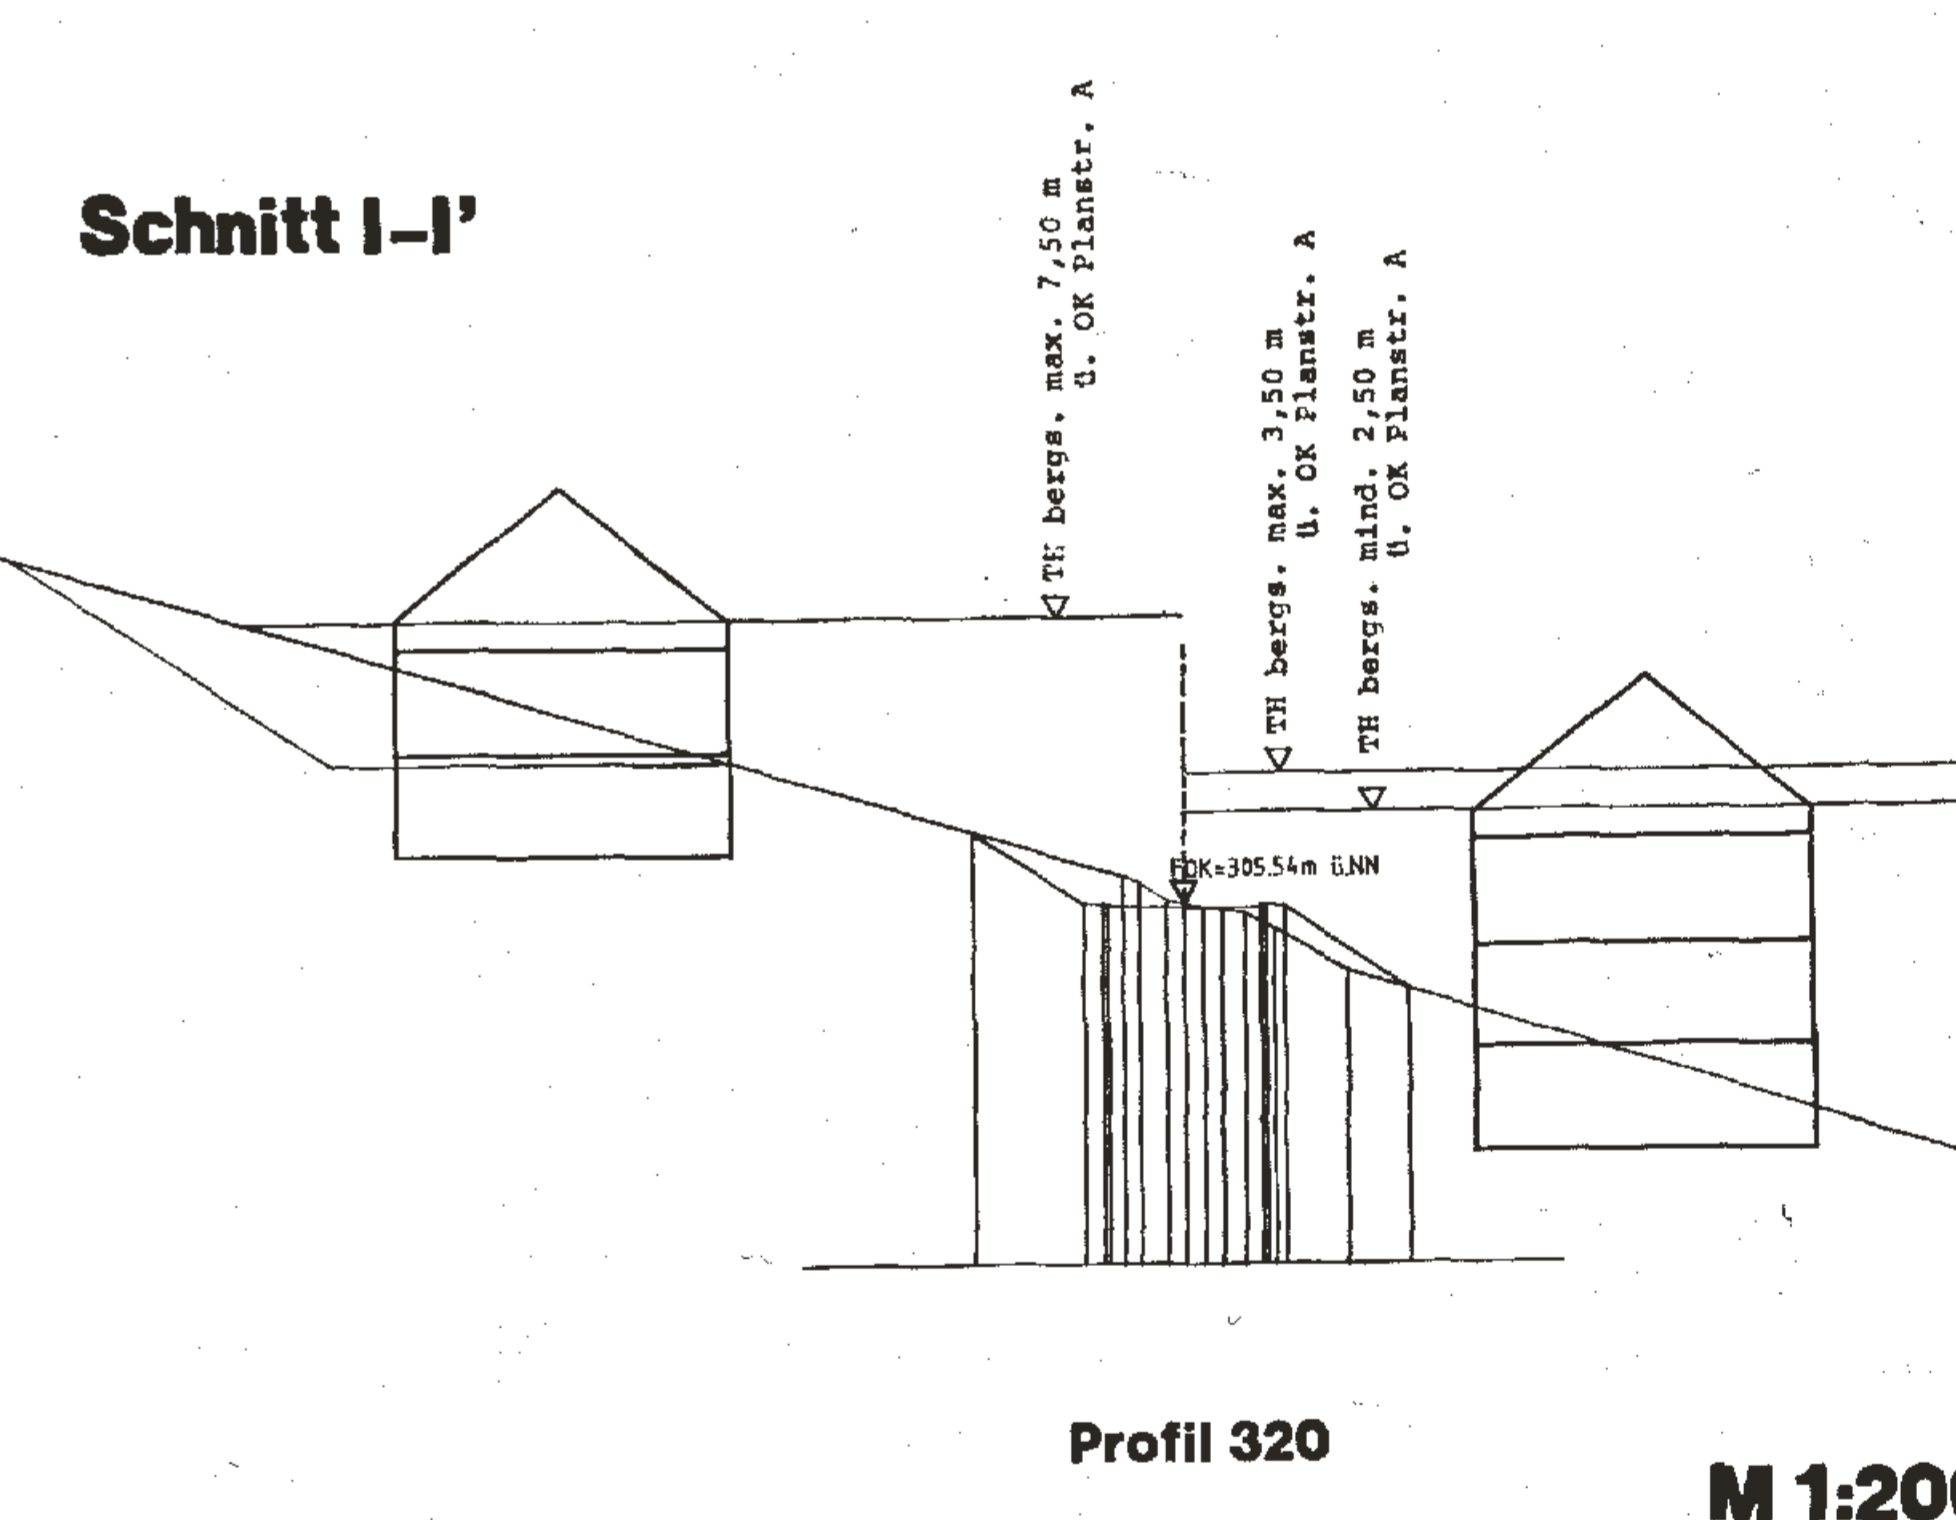 Schnitt I–I’
TH bergs. max. 7,50 m
ü. OK Planstr. A
TH bergs. max. 3,50 m
ü. OK Planstr. A
TH bergs. mind. 2,50 m
ü. OK Planstr. A
FOK=305.54m ü.NN
Profil 320
M 1:200